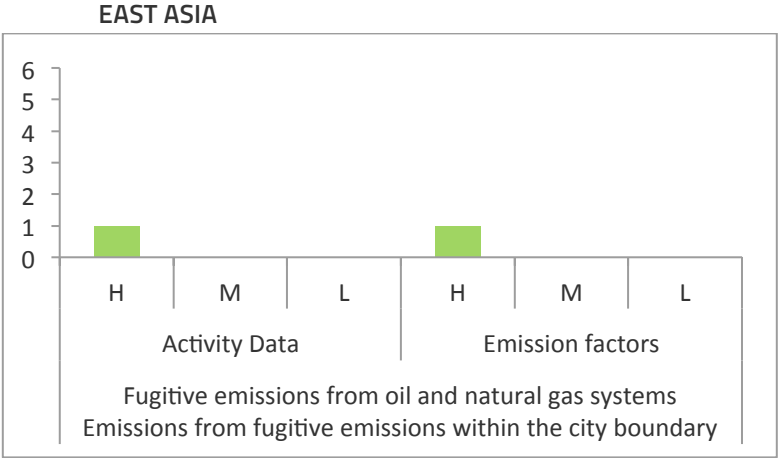 EAST ASIA
6
5
4
3
2
1
0
H M L H M L
Activity Data Emission factors
Fugitive emissions from oil and natural gas systems
Emissions from fugitive emissions within the city boundary